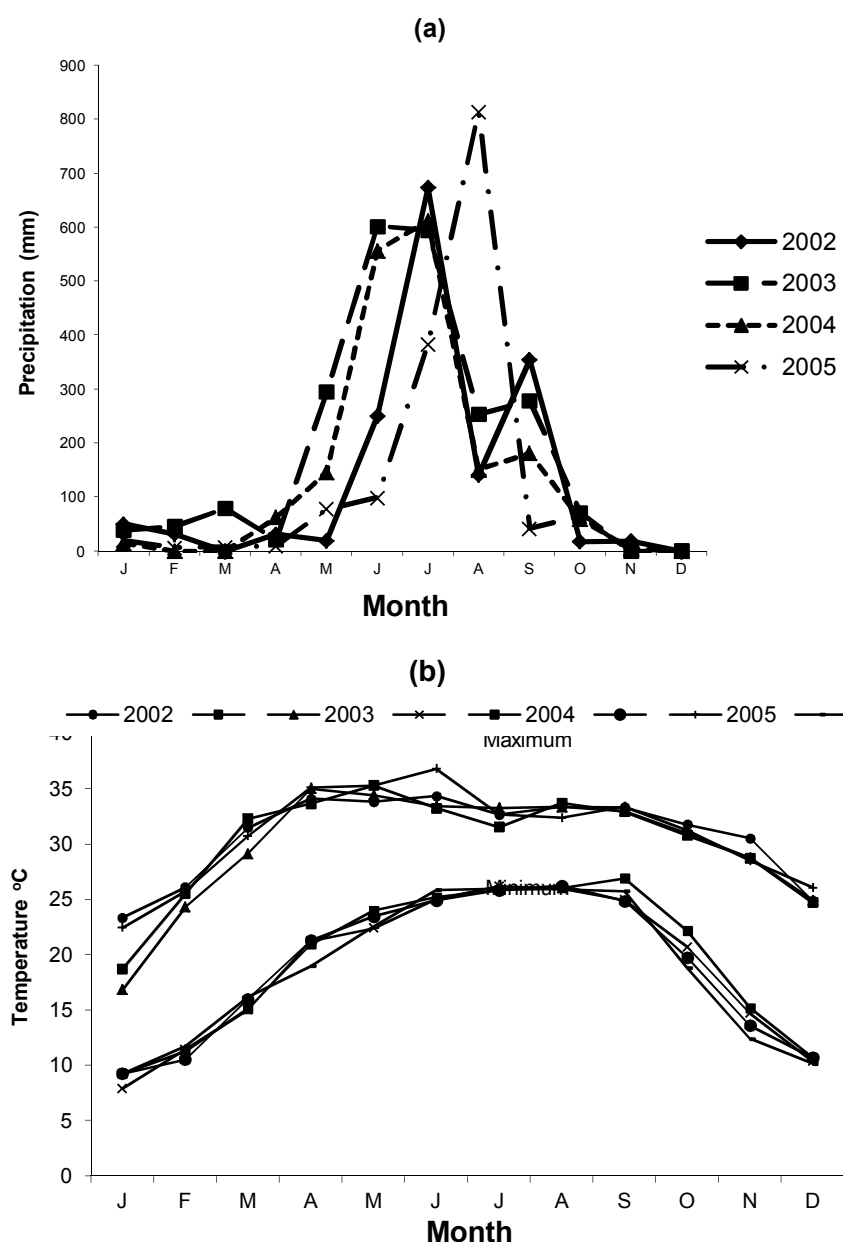 (a)
900
800
700
600
500
400
300
200
100
0
Precipitation (mm)
J F M A M J J A S O N D
Month
2002
2003
2004
2005
(b)
2002 2003 2004 2005
Maximum
40
35
30
25
20
15
10
5
0
Temperature ºC
Minimum
J F M A M J J A S O N D
Month